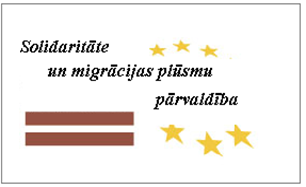 Solidaritāte
un migrācijas plūsmu
pārvaldība